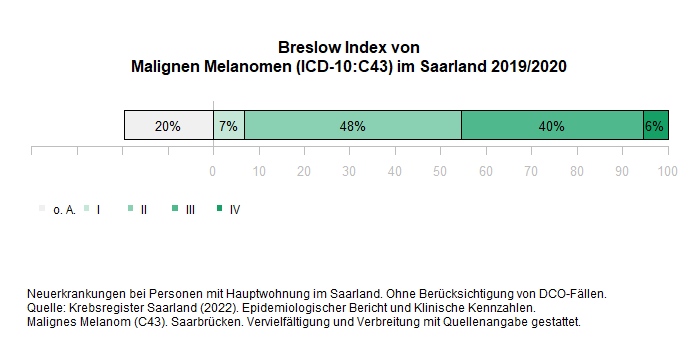 Breslow Index von
Malignen Melanomen (ICD-10:C43) im Saarland 2019/2020
20% 7% 48% 40% 6%
0 10 20 30 40 50 60 70 80 90 100
o. A. I II III IV
Neuerkrankungen bei Personen mit Hauptwohnung im Saarland. Ohne Berücksichtigung von DCO-Fällen.
Quelle: Krebsregister Saarland (2022). Epidemiologischer Bericht und Klinische Kennzahlen.
Malignes Melanom (C43). Saarbrücken. Vervielfältigung und Verbreitung mit Quellenangabe gestattet.